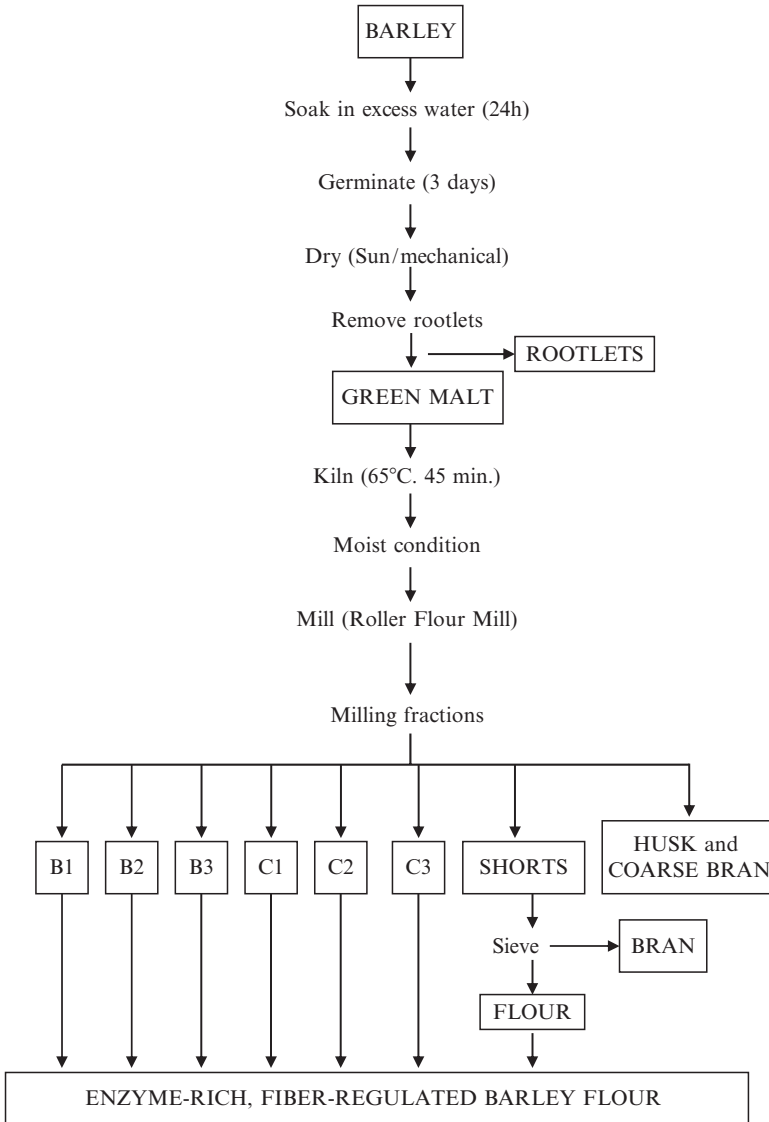 BARLEY
Soak in excess water (24h)
Germinate (3 days)
Dry (Sun/mechanical)
Remove rootlets
ROOTLETS
GREEN MALT
Kiln (65°C. 45 min.)
Moist condition
Mill (Roller Flour Mill)
Milling fractions
B1
B2
B3
C1
C2
C3
SHORTS
HUSK and
COARSE BRAN
Sieve
BRAN
FLOUR
ENZYME-RICH, FIBER-REGULATED BARLEY FLOUR